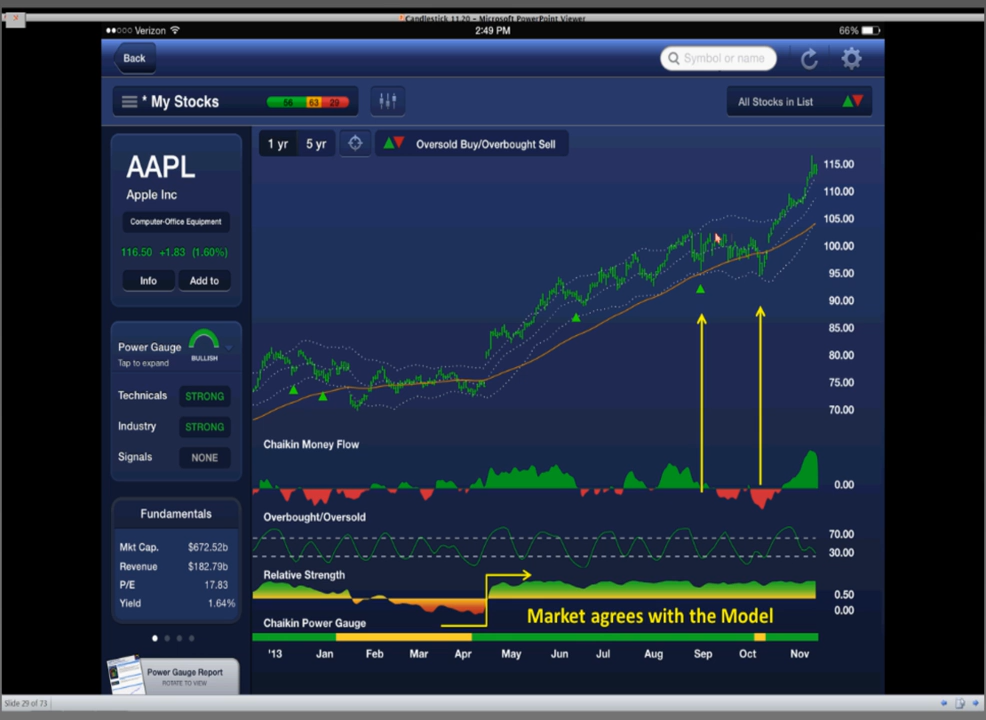 Candlestick 11.20 - Microsoft PowerPoint Viewer
Verizon
2:49 PM
66%
Back
Symbol or name
* My Stocks
56 63 29
All Stocks in List
1 yr 5 yr Oversold Buy/Overbought Sell
AAPL
Apple Inc
Computer-Office Equipment
116.50 +1.83 (1.60%)
Info Add to
Power Gauge
Tap to expand
BULLISH
Technicals STRONG
Industry STRONG
Signals NONE
Fundamentals
Mkt Cap. $672.52b
Revenue $182.79b
P/E 17.83
Yield 1.64%
Power Gauge Report
ROTATE TO VIEW
115.00
110.00
105.00
100.00
95.00
90.00
85.00
80.00
75.00
70.00
Chaikin Money Flow
0.00
Overbought/Oversold
70.00
30.00
Relative Strength
0.50
0.00
Market agrees with the Model
Chaikin Power Gauge
'13 Jan Feb Mar Apr May Jun Jul Aug Sep Oct Nov
Slide 29 of 73